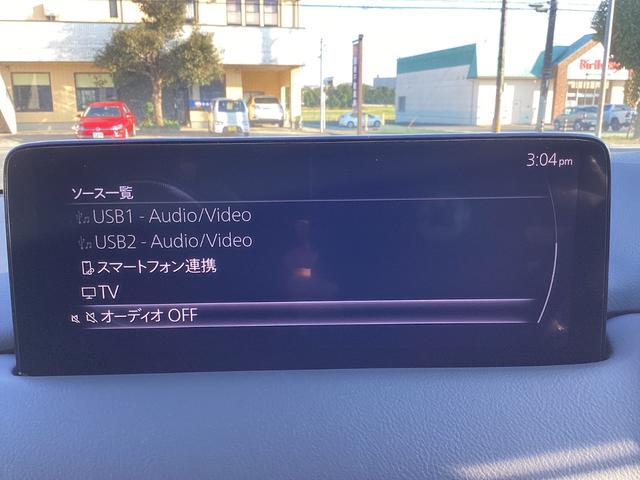 3:04pm
ソース一覧
USB1 - Audio/Video
USB2 - Audio/Video
スマートフォン連携
TV
オーディオ OFF